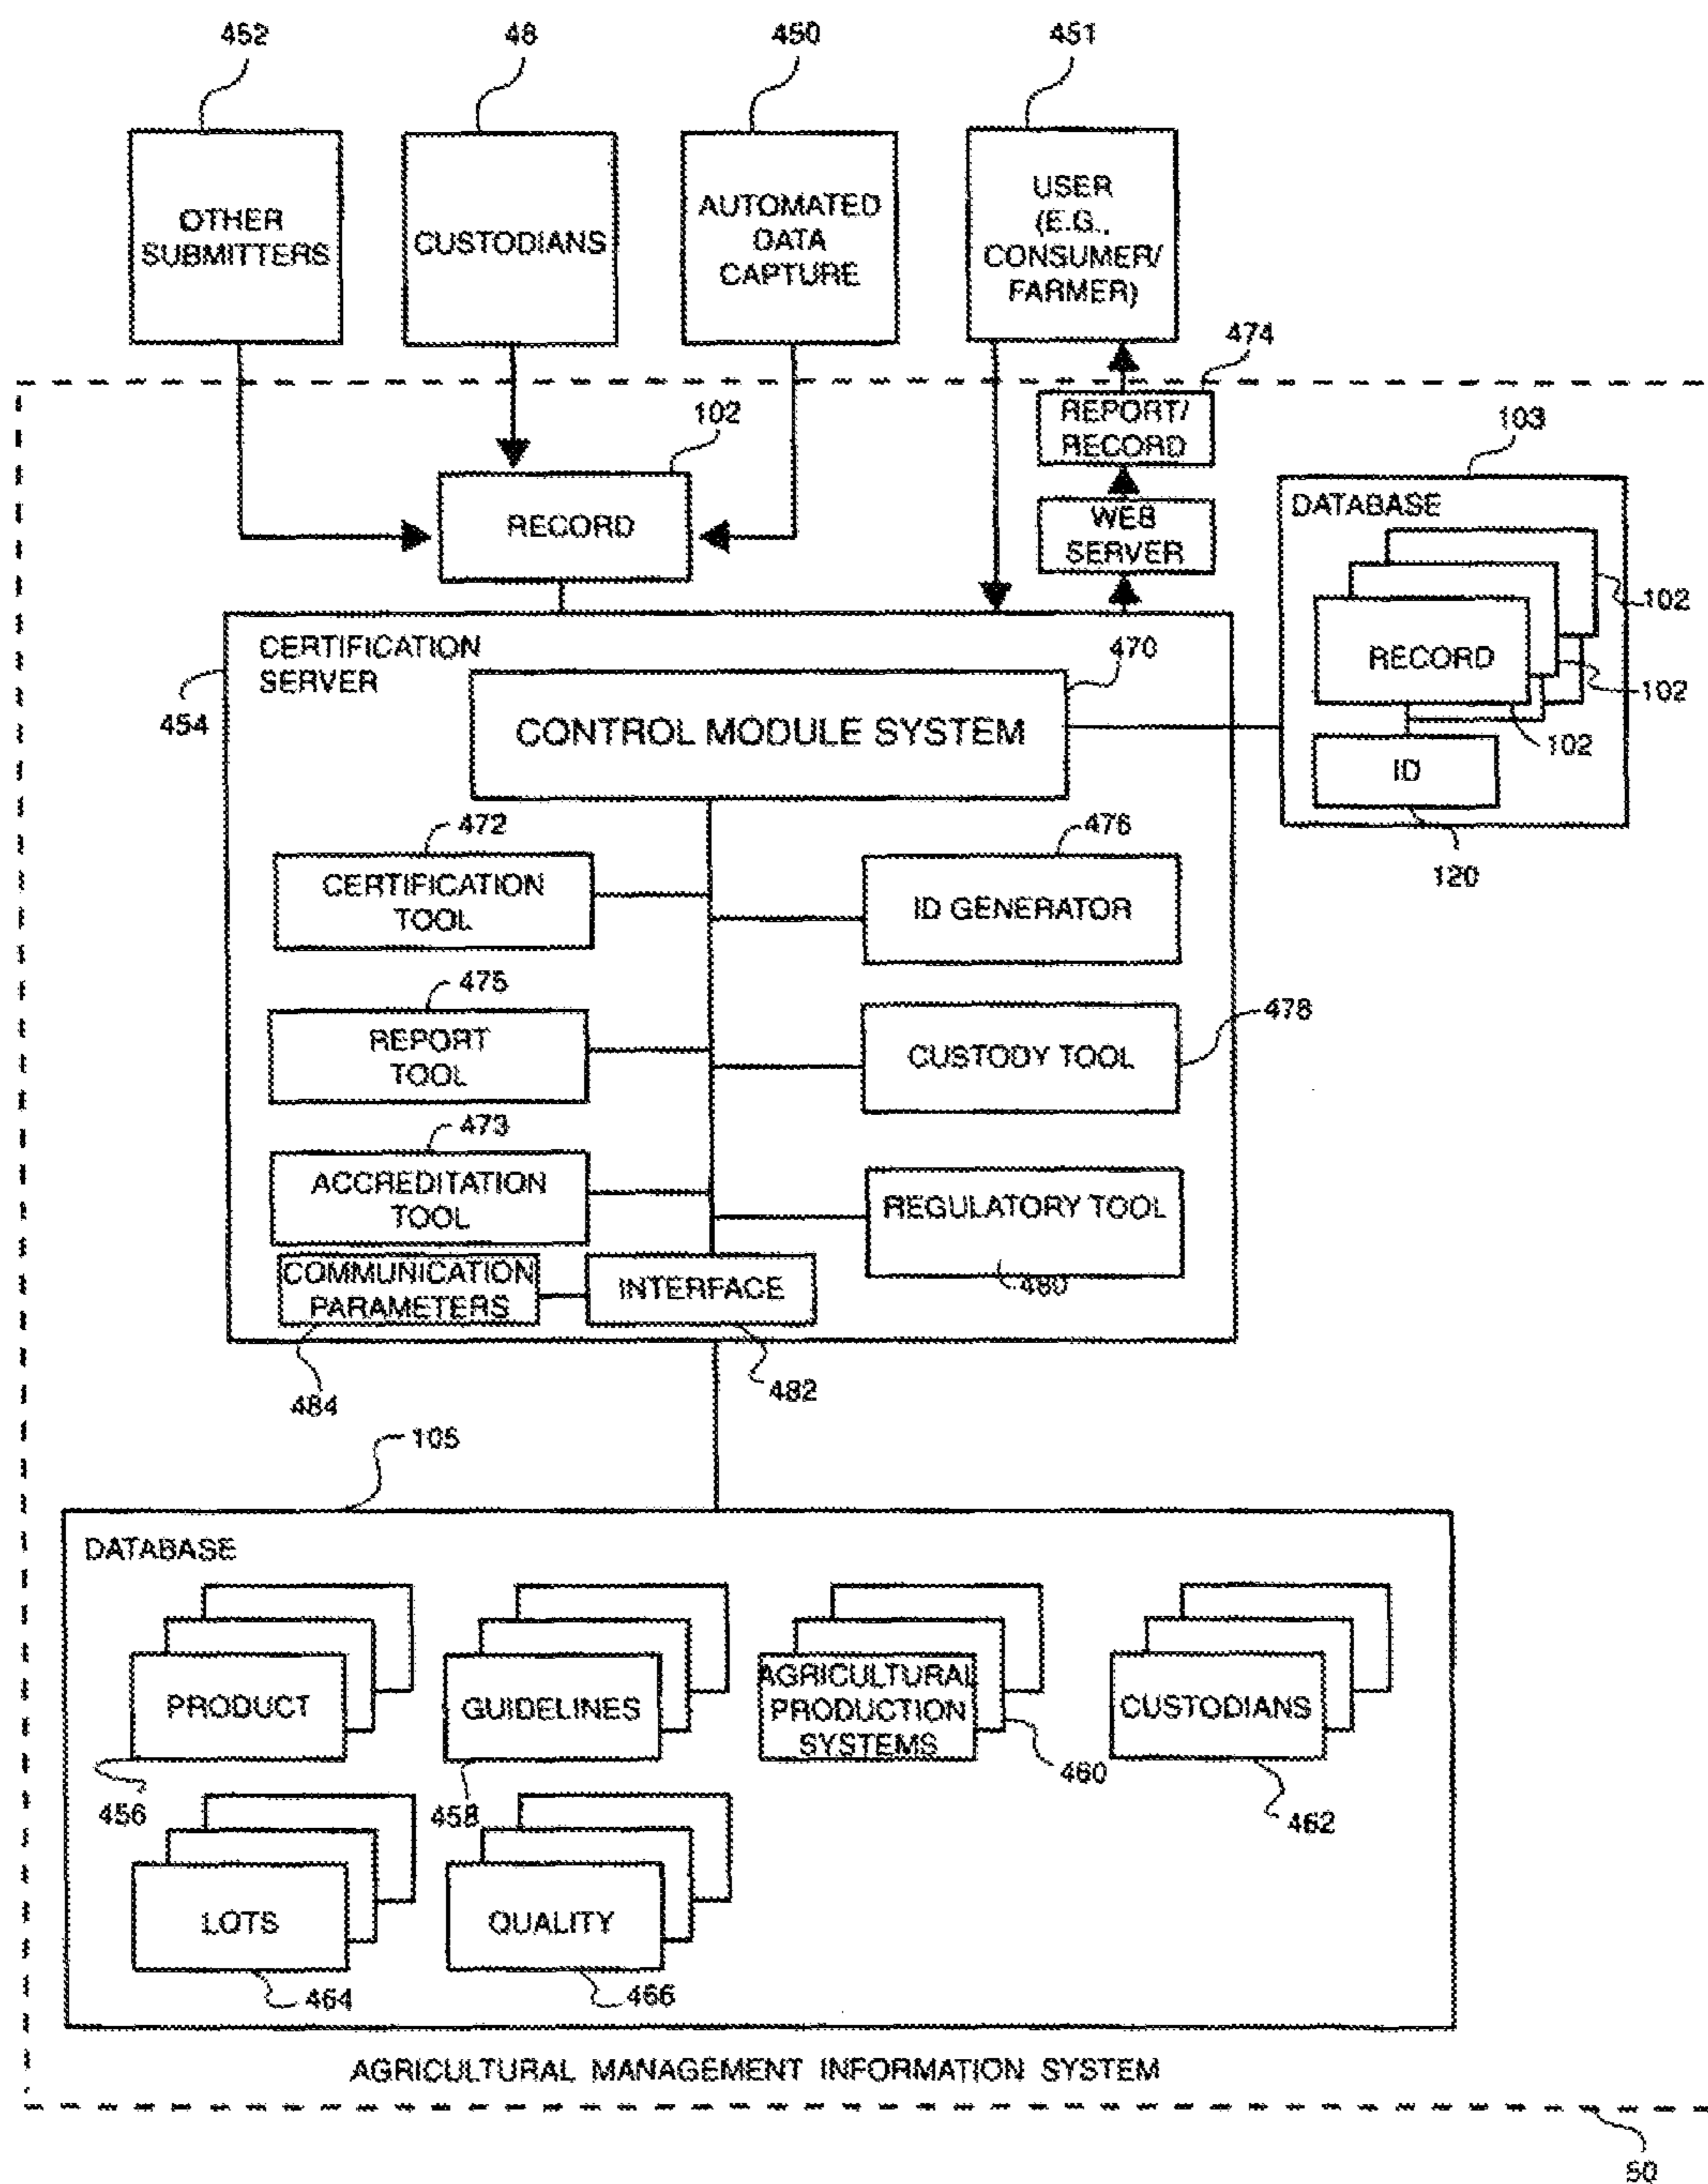 452
48
450
451
OTHER
SUBMITTERS
CUSTODIANS
AUTOMATED
DATA
CAPTURE
USER
(E.G.,
CONSUMER/
FARMER)
474
102
REPORT/
RECORD
103
RECORD
WEB
SERVER
DATABASE
102
RECORD
102
102
ID
120
CERTIFICATION
SERVER
470
454
CONTROL MODULE SYSTEM
472
476
CERTIFICATION
TOOL
ID GENERATOR
475
478
REPORT
TOOL
CUSTODY TOOL
473
ACCREDITATION
TOOL
REGULATORY TOOL
480
COMMUNICATION
PARAMETERS
INTERFACE
484
482
105
DATABASE
PRODUCT
GUIDELINES
AGRICULTURAL
PRODUCTION
SYSTEMS
CUSTODIANS
456
458
460
462
LOTS
QUALITY
464
466
AGRICULTURAL MANAGEMENT INFORMATION SYSTEM
50